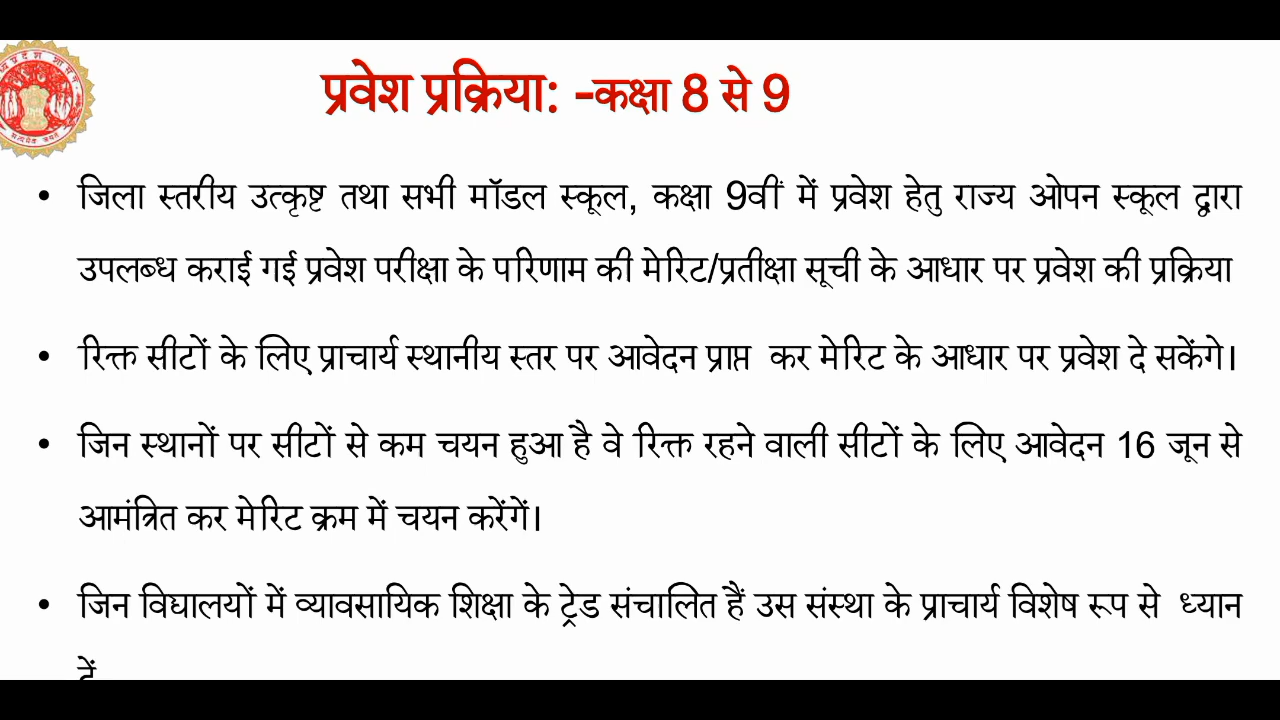 प्रवेश प्रक्रिया: -कक्षा 8 से 9
• जिला स्तरीय उत्कृष्ट तथा सभी मॉडल स्कूल, कक्षा 9वीं में प्रवेश हेतु राज्य ओपन स्कूल द्वारा
उपलब्ध कराई गई प्रवेश परीक्षा के परिणाम की मेरिट/प्रतीक्षा सूची के आधार पर प्रवेश की प्रक्रिया
• रिक्त सीटों के लिए प्राचार्य स्थानीय स्तर पर आवेदन प्राप्त कर मेरिट के आधार पर प्रवेश दे सकेंगे।
• जिन स्थानों पर सीटों से कम चयन हुआ है वे रिक्त रहने वाली सीटों के लिए आवेदन 16 जून से
आमंत्रित कर मेरिट क्रम में चयन करेंगें।
• जिन विद्यालयों में व्यावसायिक शिक्षा के ट्रेड संचालित हैं उस संस्था के प्राचार्य विशेष रूप से ध्यान